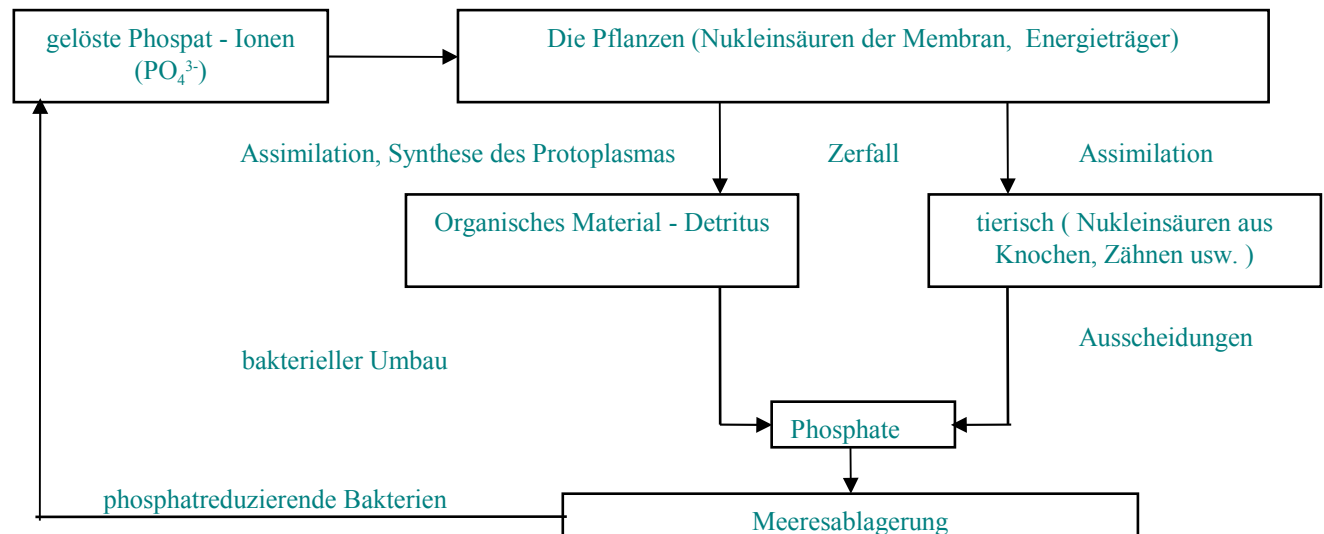 gelöste Phospat - Ionen
(PO₄³⁻)
Die Pflanzen (Nukleinsäuren der Membran, Energieträger)
Assimilation, Synthese des Protoplasmas
Zerfall
Assimilation
Organisches Material - Detritus
tierisch ( Nukleinsäuren aus
Knochen, Zähnen usw. )
bakterieller Umbau
Ausscheidungen
Phosphate
phosphatreduzierende Bakterien
Meeresablagerung